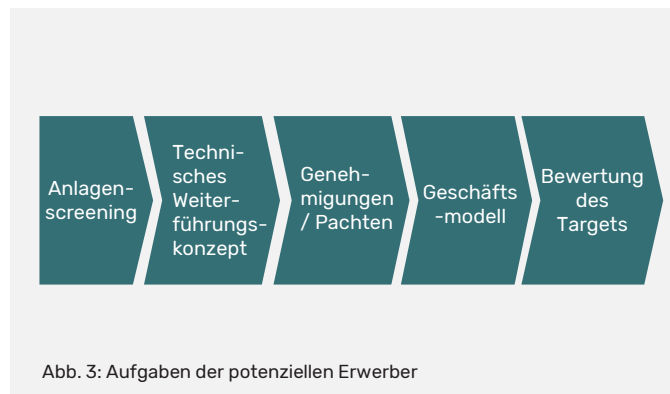 Anlagen-
screening
Techni-
sches
Weiter-
führungs-
konzept
Geneh-
migungen
/ Pachten
Geschäfts
-modell
Bewertung
des
Targets
Abb. 3: Aufgaben der potenziellen Erwerber